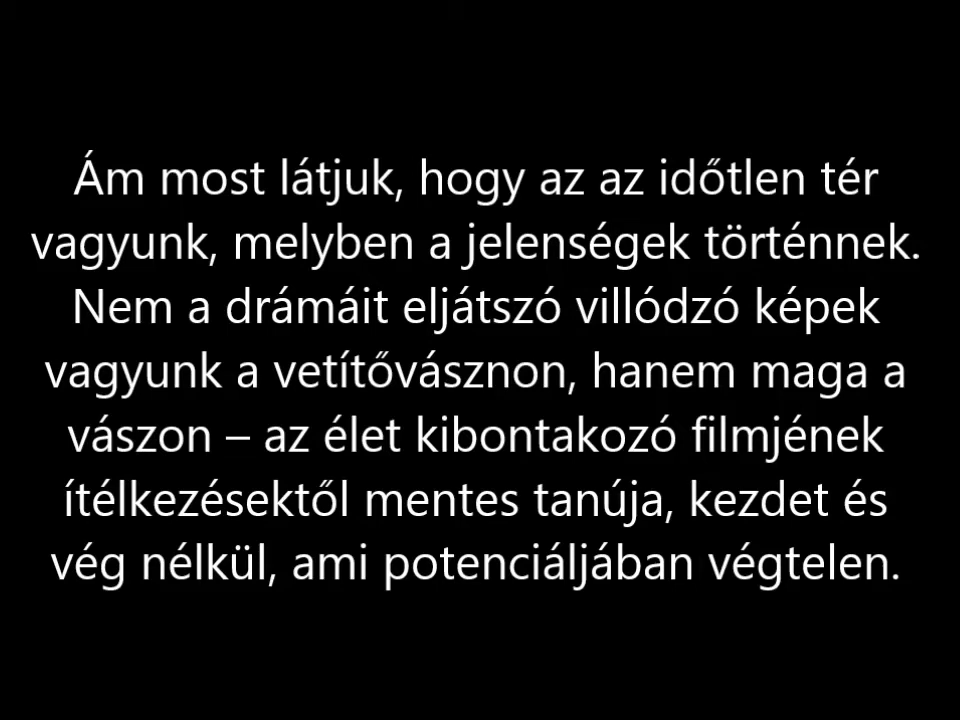 Ám most látjuk, hogy az az időtlen tér
vagyunk, melyben a jelenségek történnek.
Nem a drámáit eljátszó villódzó képek
vagyunk a vetítővásznon, hanem maga a
vászon – az élet kibontakozó filmjének
ítélkezésektől mentes tanúja, kezdet és
vég nélkül, ami potenciáljában végtelen.